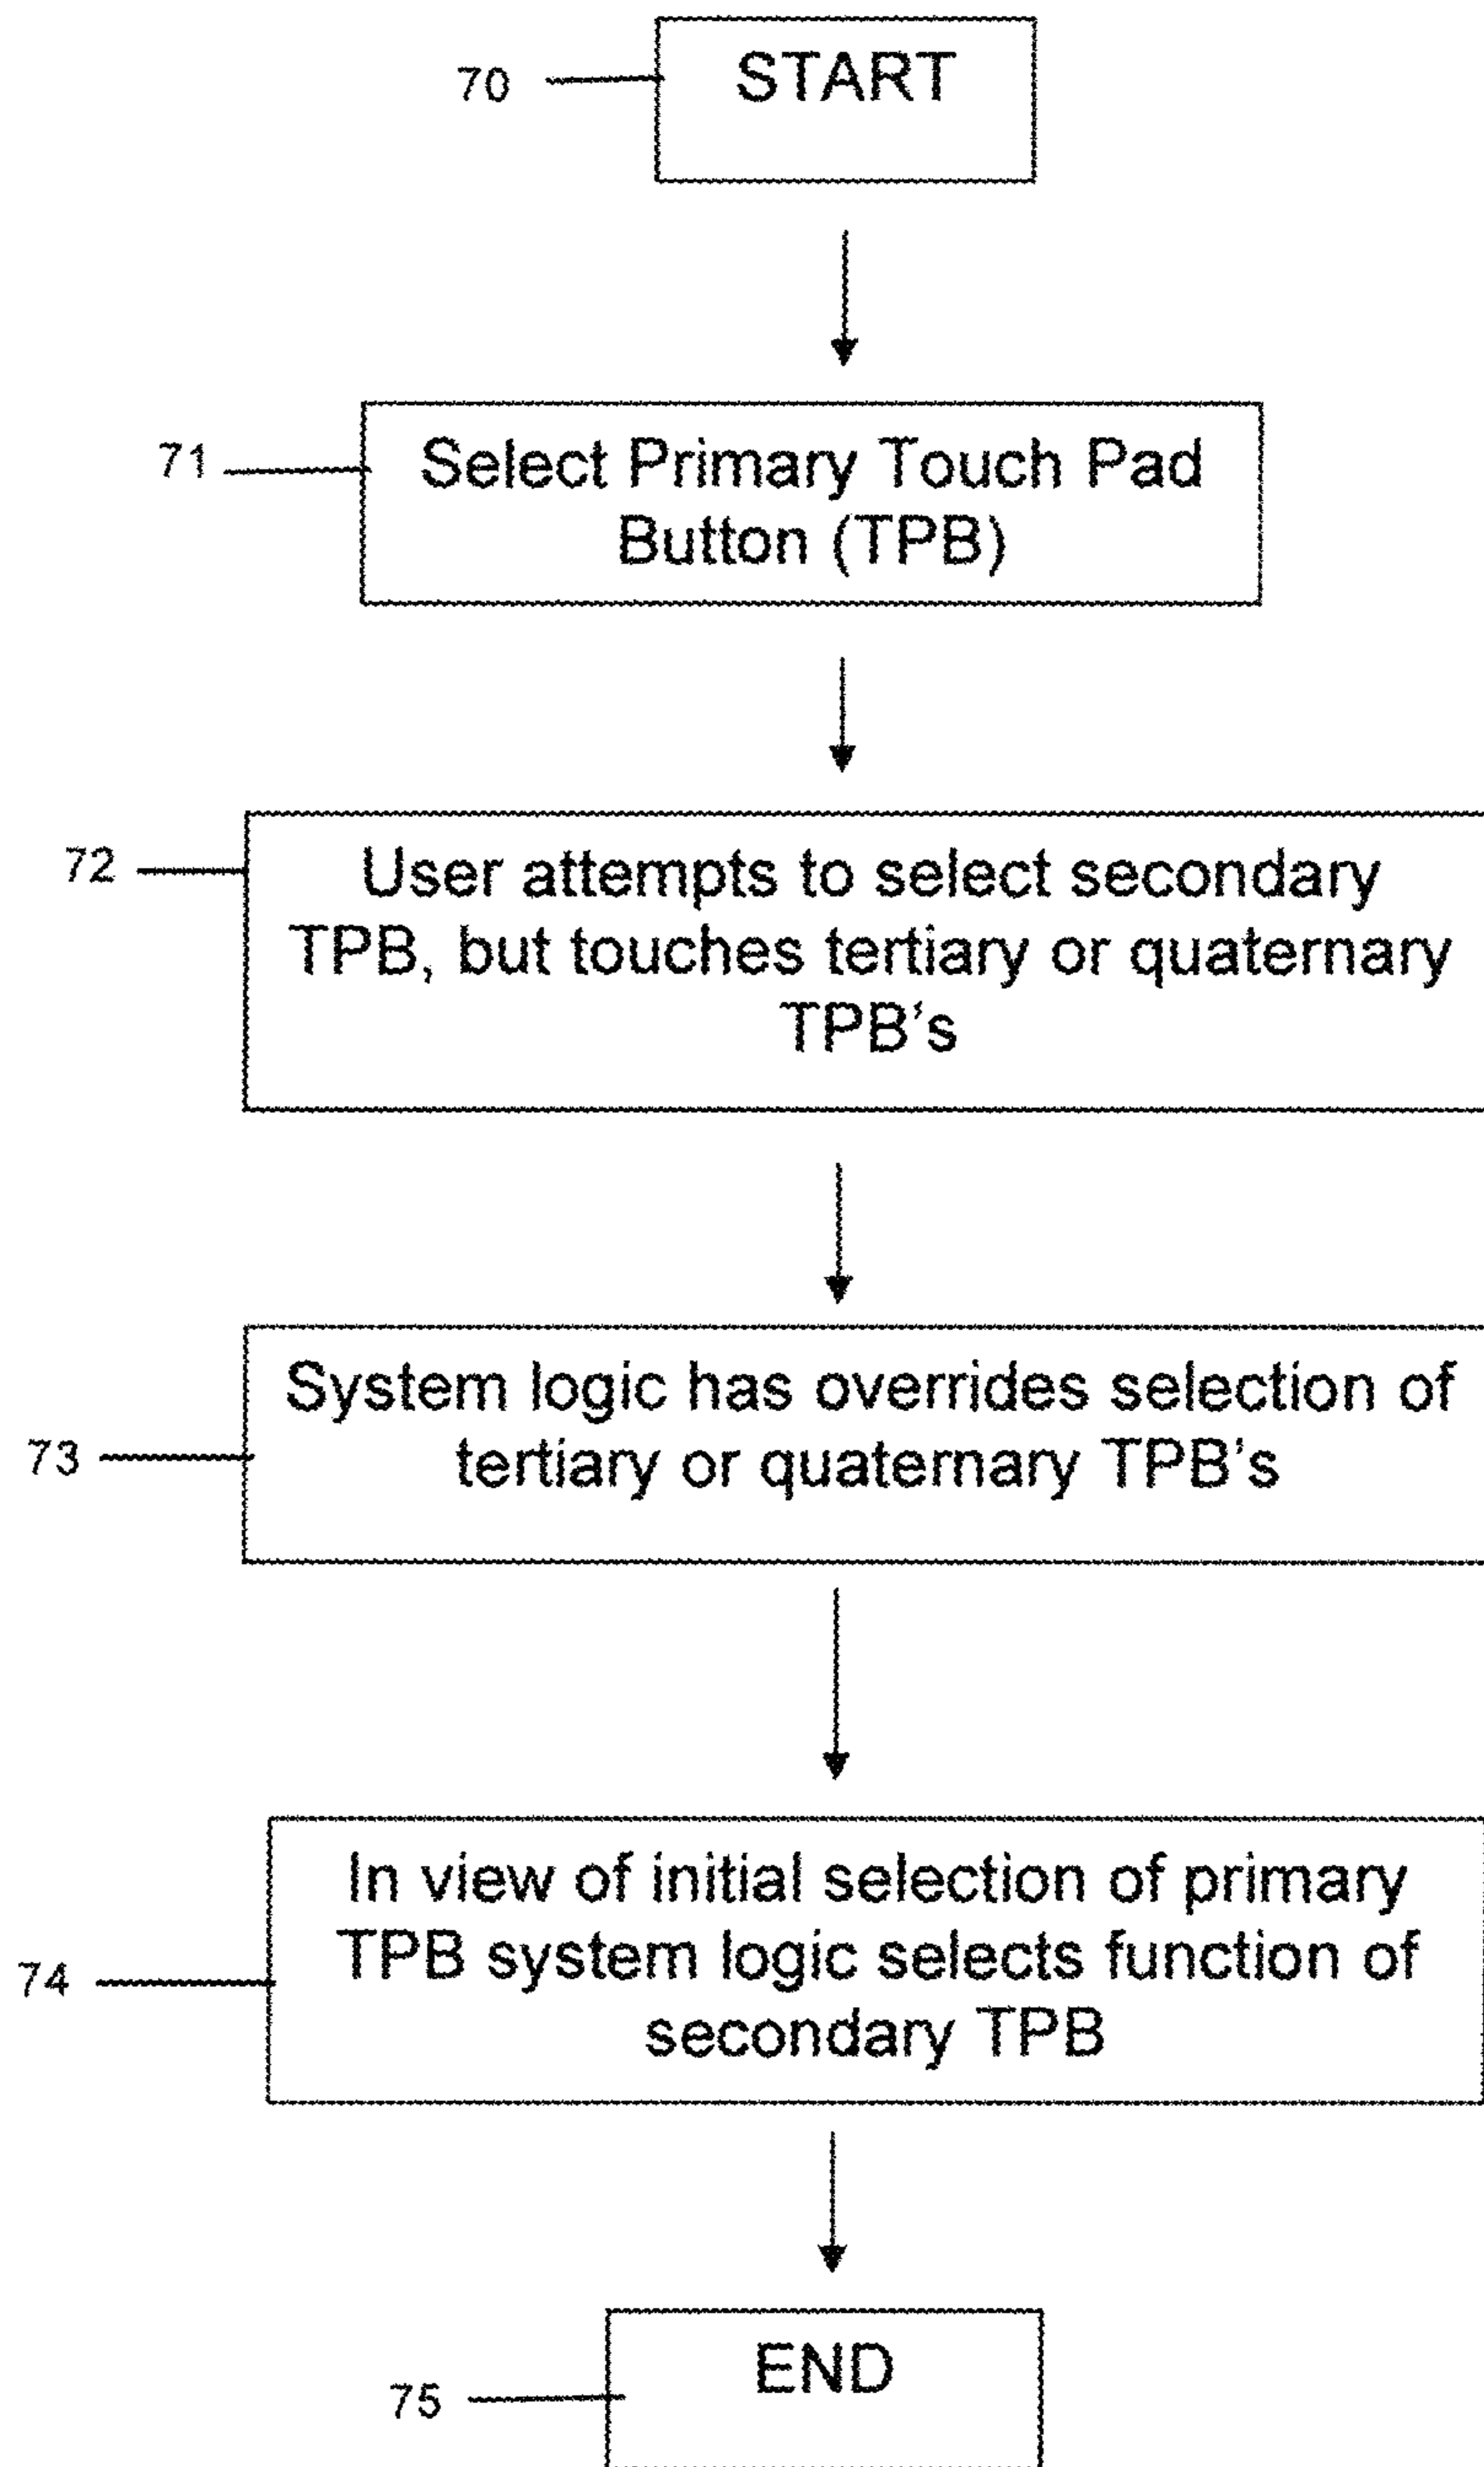 70
START
71
Select Primary Touch Pad
Button (TPB)
72
User attempts to select secondary
TPB, but touches tertiary or quaternary
TPB's
73
System logic has overrides selection of
tertiary or quaternary TPB's
74
In view of initial selection of primary
TPB system logic selects function of
secondary TPB
75
END